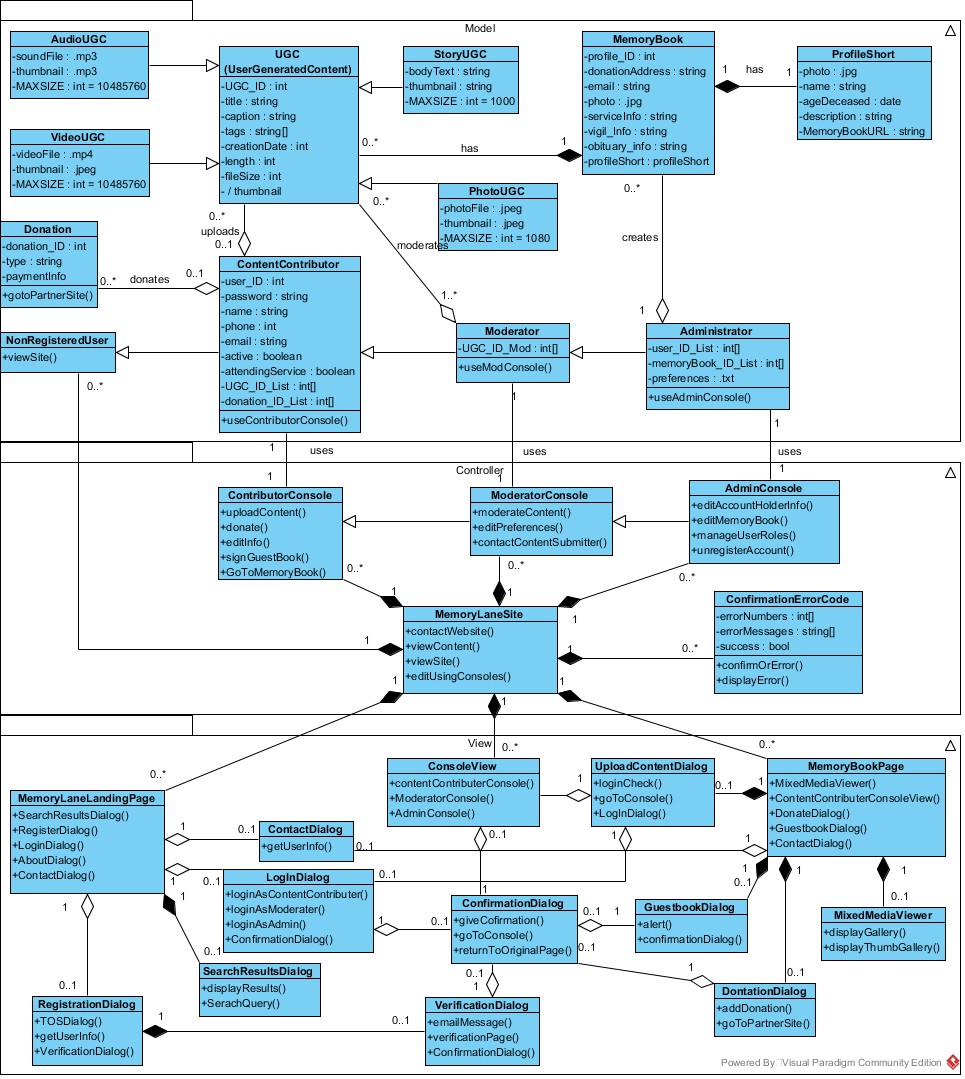 Model
AudioUGC
-soundFile : .mp3
-thumbnail : .mp3
-MAXSIZE : int = 10485760
UGC
(UserGeneratedContent)
-UGC_ID : int
-title : string
-caption : string
-tags : string[]
-creationDate : int
-length : int
-fileSize : int
- / thumbnail
StoryUGC
-bodyText : string
-thumbnail : string
-MAXSIZE : int = 1000
MemoryBook
-profile_ID : int
-donationAddress : string
-email : string
-photo : .jpg
-serviceInfo : string
-vigil_Info : string
-obituary_info : string
-profileShort : profileShort
1
has
1
ProfileShort
-photo : .jpg
-name : string
-ageDeceased : date
-description : string
-MemoryBookURL : string
VideoUGC
-videoFile : .mp4
-thumbnail : .jpeg
-MAXSIZE : int = 10485760
0..*
has
1
PhotoUGC
-photoFile : .jpeg
-thumbnail : .jpeg
-MAXSIZE : int = 1080
0..*
0..*
0..*
uploads
0..1
moderates
1..*
creates
1
Donation
-donation_ID : int
-type : string
-paymentInfo
+gotoPartnerSite()
0..*
donates
0..1
ContentContributor
-user_ID : int
-password : string
-name : string
-phone : int
-email : string
-active : boolean
-attendingService : boolean
-UGC_ID_List : int[]
-donation_ID_List : int[]
+useContributorConsole()
NonRegisteredUser
+viewSite()
0..*
Moderator
-UGC_ID_Mod : int[]
+useModConsole()
Administrator
-user_ID_List : int[]
-memoryBook_ID_List : int[]
-preferences : .txt
+useAdminConsole()
1
uses
1
1
uses
1
1
uses
1
Controller
ContributorConsole
+uploadContent()
+donate()
+editInfo()
+signGuestBook()
+GoToMemoryBook()
ModeratorConsole
+moderateContent()
+editPreferences()
+contactContentSubmitter()
AdminConsole
+editAccountHolderInfo()
+editMemoryBook()
+manageUserRoles()
+unregisterAccount()
0..*
1
0..*
1
0..*
1
MemoryLaneSite
+contactWebsite()
+viewContent()
+viewSite()
+editUsingConsoles()
1
1
0..*
ConfirmationErrorCode
-errorNumbers : int[]
-errorMessages : string[]
-success : bool
+confirmOrError()
+displayError()
1
1
1
View
0..*
0..*
0..*
MemoryLaneLandingPage
+SearchResultsDialog()
+RegisterDialog()
+LoginDialog()
+AboutDialog()
+ContactDialog()
ConsoleView
+contentContributerConsole()
+ModeratorConsole()
+AdminConsole()
1
UploadContentDialog
+loginCheck()
+goToConsole()
+LogInDialog()
0..1
1
MemoryBookPage
+MixedMediaViewer()
+ContentContributerConsoleView()
+DonateDialog()
+GuestbookDialog()
+ContactDialog()
1
0..1
ContactDialog
+getUserInfo()
0..1
1
0..1
1
1
0..1
LogInDialog
+loginAsContentContributer()
+loginAsModerater()
+loginAsAdmin()
+ConfirmationDialog()
0..1
1
0..1
1
ConfirmationDialog
+giveCofirmation()
+goToConsole()
+returnToOriginalPage()
0..1
1
0..1
GuestbookDialog
+alert()
+confirmationDialog()
0..1
1
1
0..1
MixedMediaViewer
+displayGallery()
+displayThumbGallery()
1
0..1
SearchResultsDialog
+displayResults()
+SerachQuery()
0..1
1
0..1
DontationDialog
+addDonation()
+goToPartnerSite()
0..1
RegistrationDialog
+TOSDialog()
+getUserInfo()
+VerificationDialog()
1
0..1
0..1
1
VerificationDialog
+emailMessage()
+verificationPage()
+ConfirmationDialog()
Powered By Visual Paradigm Community Edition